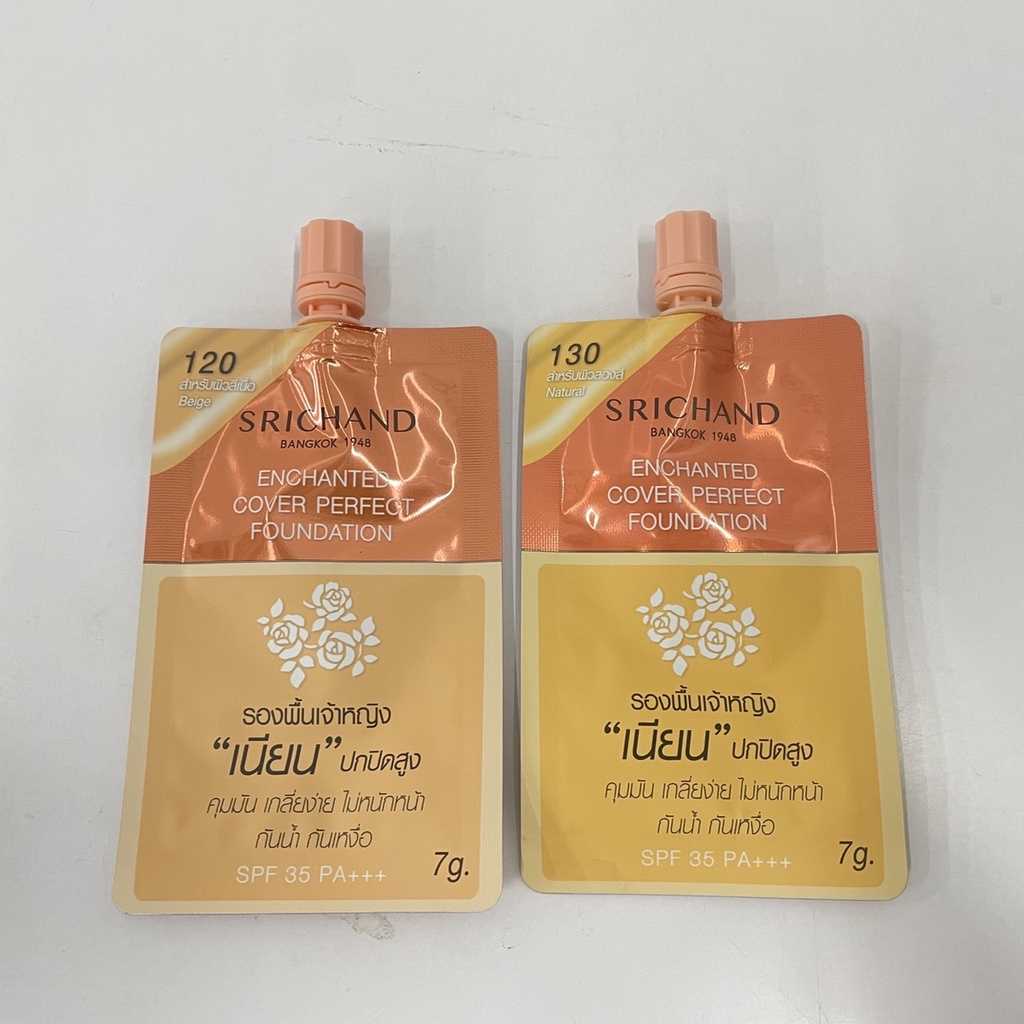 120
สำหรับผิวสีเนื้อ
Beige
SRICHAND
BANGKOK 1948
ENCHANTED
COVER PERFECT
FOUNDATION
รองพื้นเจ้าหญิง
“เนียน” ปกปิดสูง
คุมมัน เกลี่ยง่าย ไม่หนักหน้า
กันน้ำ กันเหงื่อ
SPF 35 PA+++
7g.
130
สำหรับผิวสองสี
Natural
SRICHAND
BANGKOK 1948
ENCHANTED
COVER PERFECT
FOUNDATION
รองพื้นเจ้าหญิง
“เนียน” ปกปิดสูง
คุมมัน เกลี่ยง่าย ไม่หนักหน้า
กันน้ำ กันเหงื่อ
SPF 35 PA+++
7g.